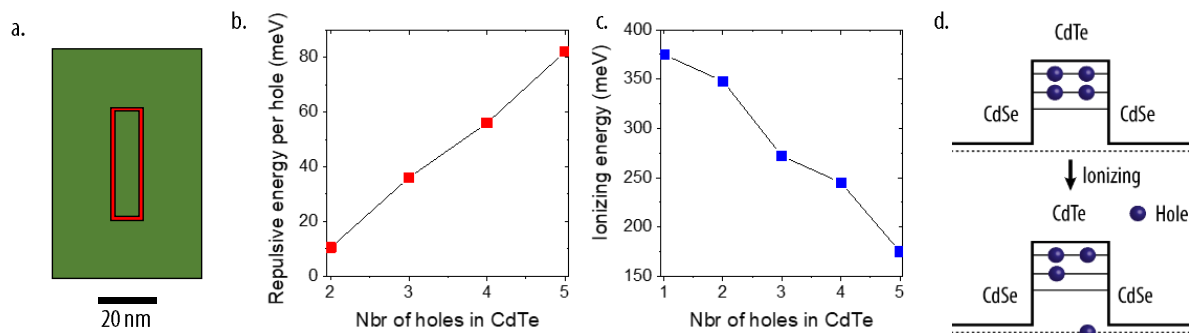 a.
20 nm
b.
Repulsive energy per hole (meV)
80
60
40
20
0
2
3
4
5
Nbr of holes in CdTe
c.
Ionizing energy (meV)
400
350
300
250
200
150
1
2
3
4
5
Nbr of holes in CdTe
d.
CdTe
CdSe
CdSe
Ionizing
CdTe
Hole
CdSe
CdSe